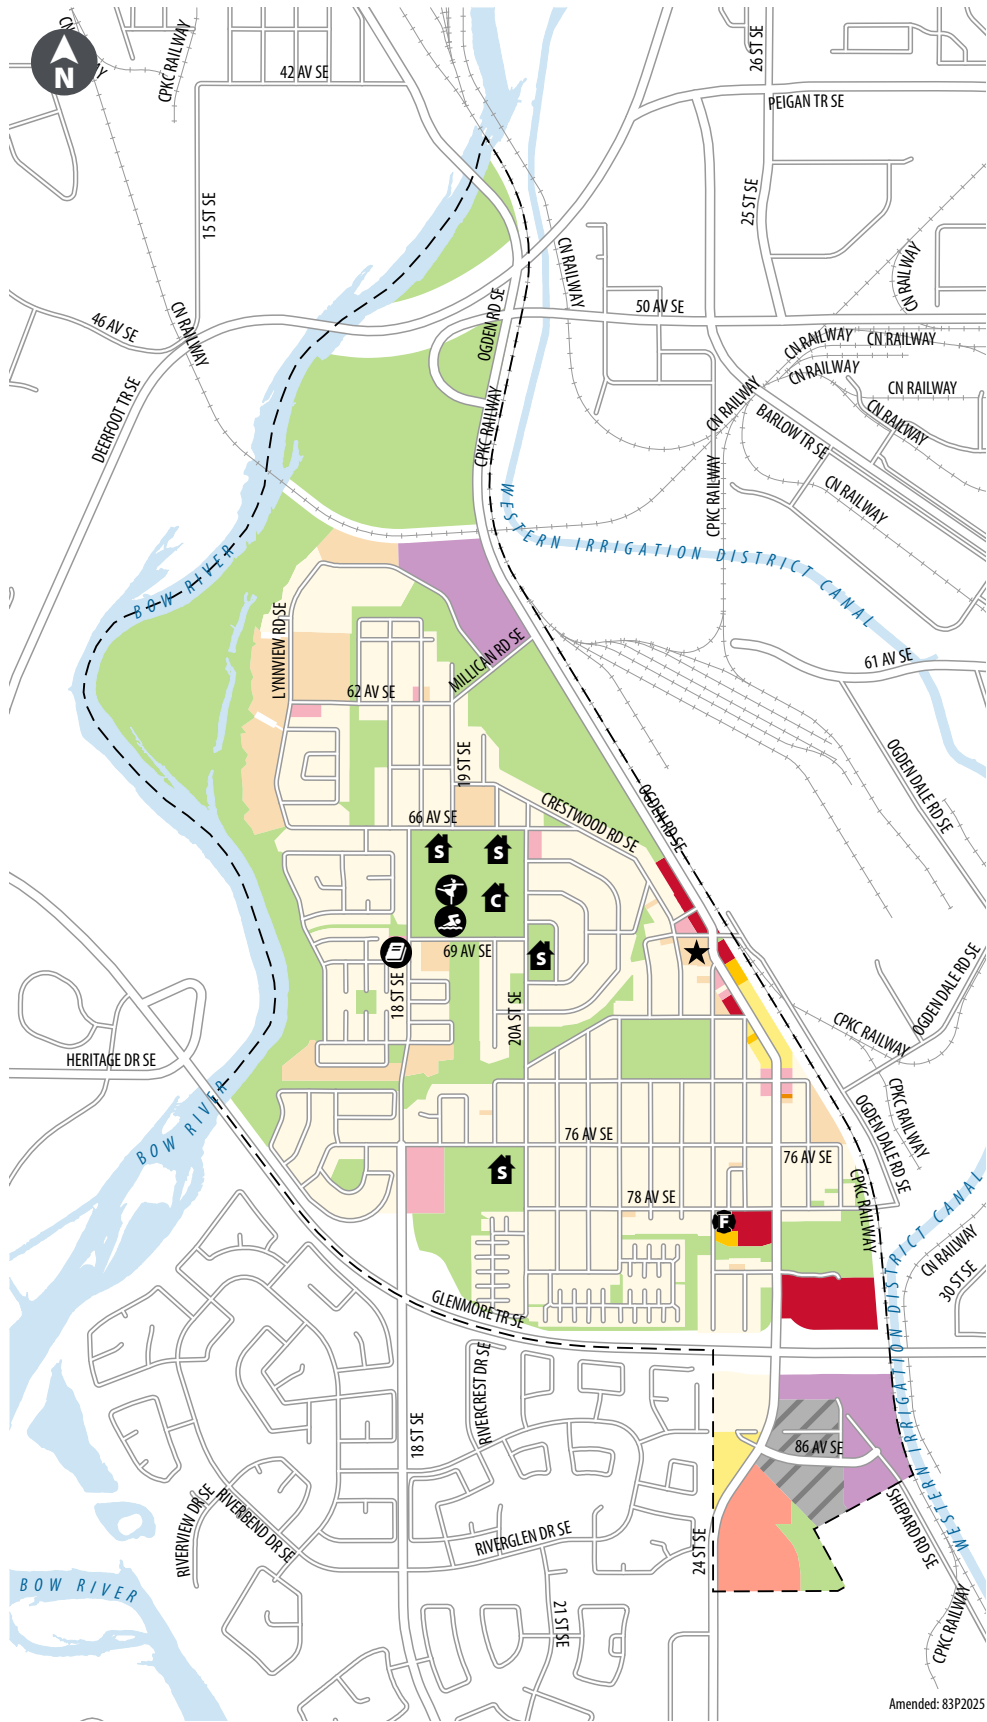 CN RAILWAY
CPKC RAILWAY
N
42 AV SE
26 ST SE
PEIGAN TR SE
15 ST SE
25 ST SE
CN RAILWAY
CN RAILWAY
46 AV SE
CN RAILWAY
OGDEN RD SE
50 AV SE
CN RAILWAY
CN RAILWAY
CN RAILWAY
CN RAILWAY
DEERFOOT TR SE
CPKC RAILWAY
CN RAILWAY
BARLOW TR SE
CN RAILWAY
CPKC RAILWAY
CN RAILWAY
WESTERN IRRIGATION DISTRICT CANAL
BOW RIVER
LYNNVIEW RD SE
MILLICAN RD SE
61 AV SE
62 AV SE
19 ST SE
OGDEN DALE RD SE
66 AV SE
CRESTWOOD RD SE
OGDEN RD SE
S
S
C
69 AV SE
S
18 ST SE
20A ST SE
OGDEN DALE RD SE
CPKC RAILWAY
HERITAGE DR SE
BOW RIVER
CPKC RAILWAY
OGDEN DALE RD SE
76 AV SE
76 AV SE
S
78 AV SE
CPKC RAILWAY
F
WESTERN IRRIGATION DISTRICT CANAL
CN RAILWAY
30 ST SE
GLENMORE TR SE
RIVERCREST DR SE
18 ST SE
86 AV SE
RIVERVIEW DR SE
RIVERBEND DR SE
RIVERGLEN DR SE
24 ST SE
SHEPARD RD SE
WESTERN
BOW RIVER
21 ST SE
CPKC RAILWAY
Amended: 83P2025